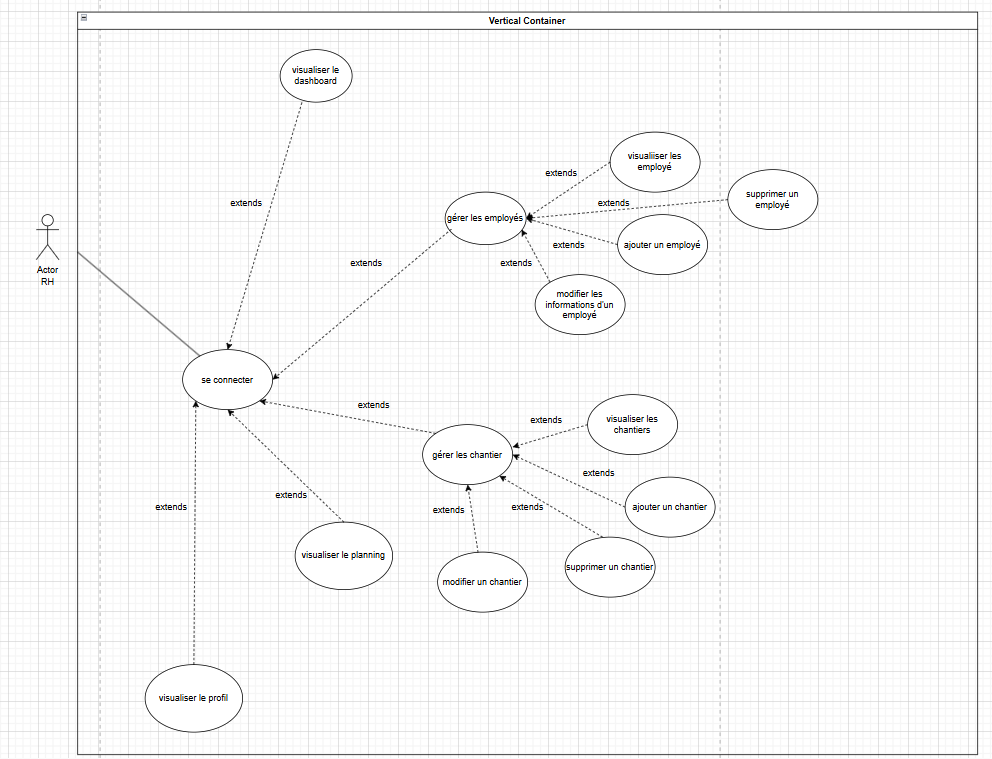 Vertical Container
visualiser le
dashboard
visualiiser les
employé
extends
supprimer un
employé
extends
extends
gérer les employés
ajouter un employé
extends
extends
extends
modifier les
informations d'un
employé
Actor
RH
se connecter
extends
visualiser les
chantiers
extends
gérer les chantier
extends
extends
extends
ajouter un chantier
extends
extends
visualiser le planning
supprimer un chantier
modifier un chantier
visualiser le profil